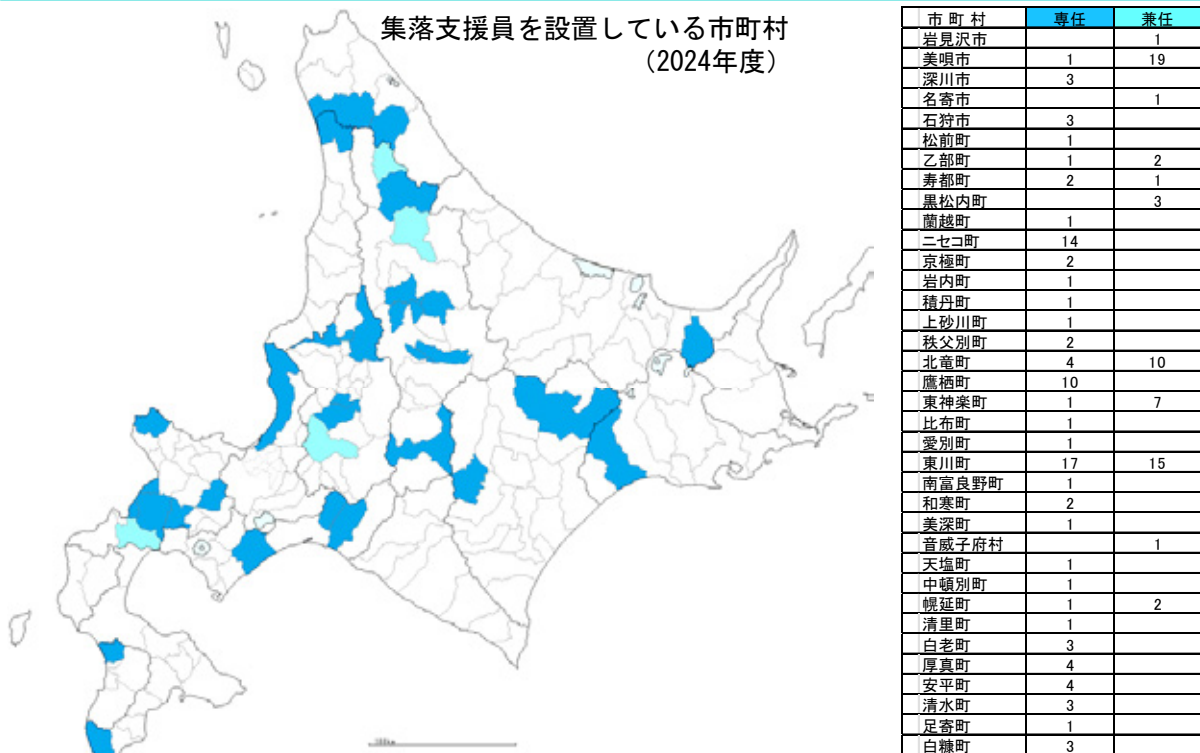 集落支援員を設置している市町村
（2024年度）
市町村 専任 兼任
岩見沢市 1
美唄市 1 19
深川市 3
名寄市 1
石狩市 3
松前町 1
乙部町 1 2
寿都町 2 1
黒松内町 3
蘭越町 1
ニセコ町 14
京極町 2
岩内町 1
積丹町 1
上砂川町 1
秩父別町 2
北竜町 4 10
鷹栖町 10
東神楽町 1 7
比布町 1
愛別町 1
東川町 17 15
南富良野町 1
和寒町 2
美深町 1
音威子府村 1
天塩町 1
中頓別町 1
幌延町 1 2
清里町 1
白老町 3
厚真町 4
安平町 4
清水町 3
足寄町 1
白糠町 3